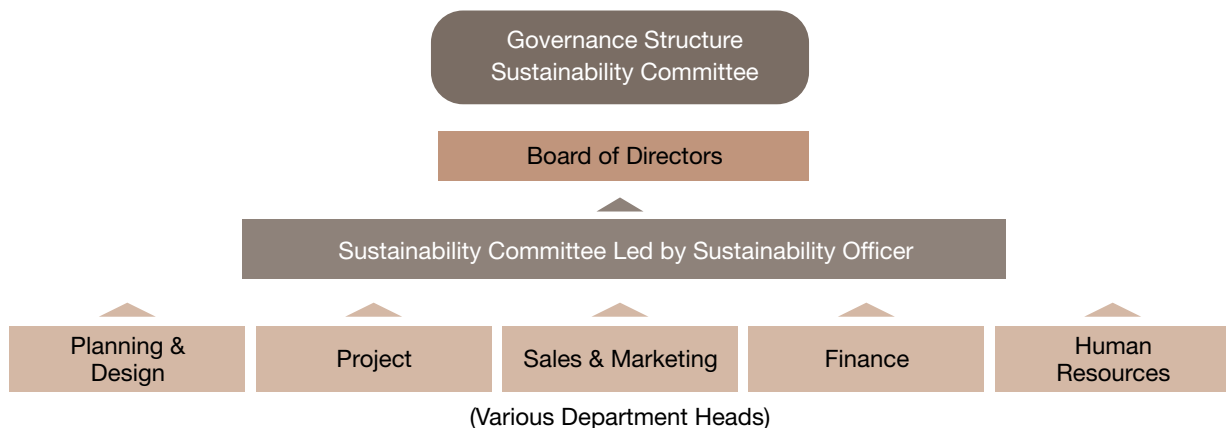 Governance Structure
Sustainability Committee
Board of Directors
Sustainability Committee Led by Sustainability Officer
Planning &
Design
Project
Sales & Marketing
Finance
Human
Resources
(Various Department Heads)